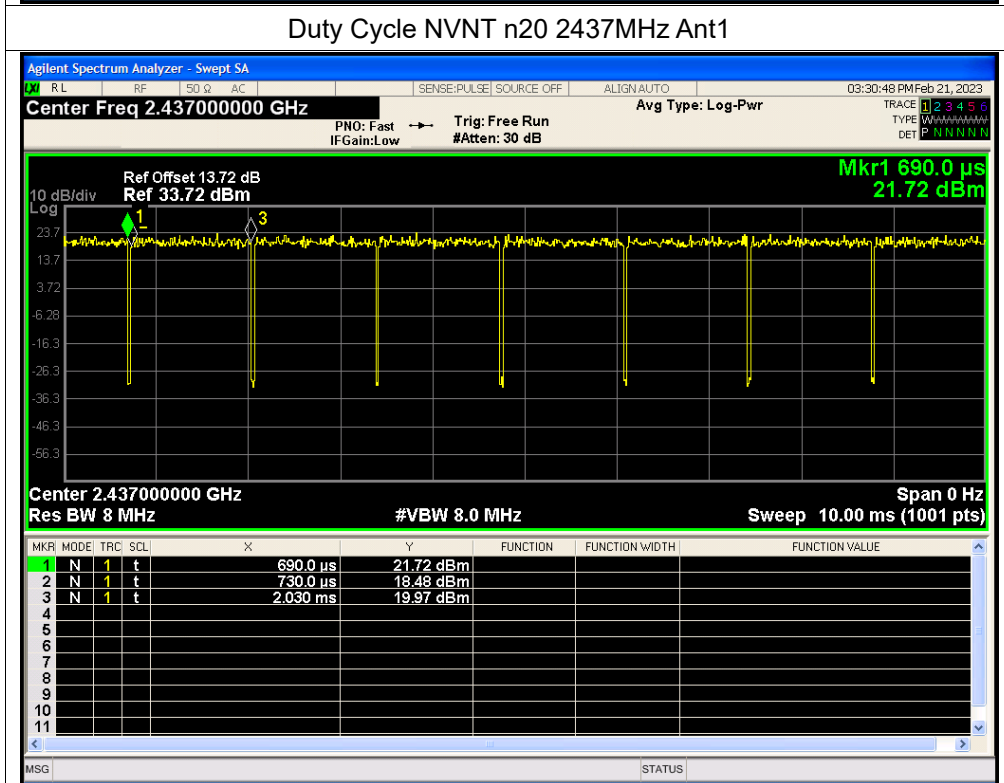 Duty Cycle NVNT n20 2437MHz Ant1
Agilent Spectrum Analyzer - Swept SA
LXI RL RF 50 Ω AC SENSE:PULSE SOURCE OFF ALIGN AUTO 03:30:48 PM Feb 21, 2023
Center Freq 2.437000000 GHz Avg Type: Log-Pwr TRACE 1 2 3 4 5 6
PNO: Fast Trig: Free Run TYPE WWWWWWW
IFGain:Low #Atten: 30 dB DET P N N N N N
Mkr1 690.0 µs
Ref Offset 13.72 dB
10 dB/div Ref 33.72 dBm 21.72 dBm
Log
1 3
23.7
13.7
3.72
-6.28
-16.3
-26.3
-36.3
-46.3
-56.3
Center 2.437000000 GHz Span 0 Hz
Res BW 8 MHz #VBW 8.0 MHz Sweep 10.00 ms (1001 pts)
MKR MODE TRC SCL X Y FUNCTION FUNCTION WIDTH FUNCTION VALUE
1 N 1 t 690.0 µs 21.72 dBm
2 N 1 t 730.0 µs 18.48 dBm
3 N 1 t 2.030 ms 19.97 dBm
4
5
6
7
8
9
10
11
MSG STATUS